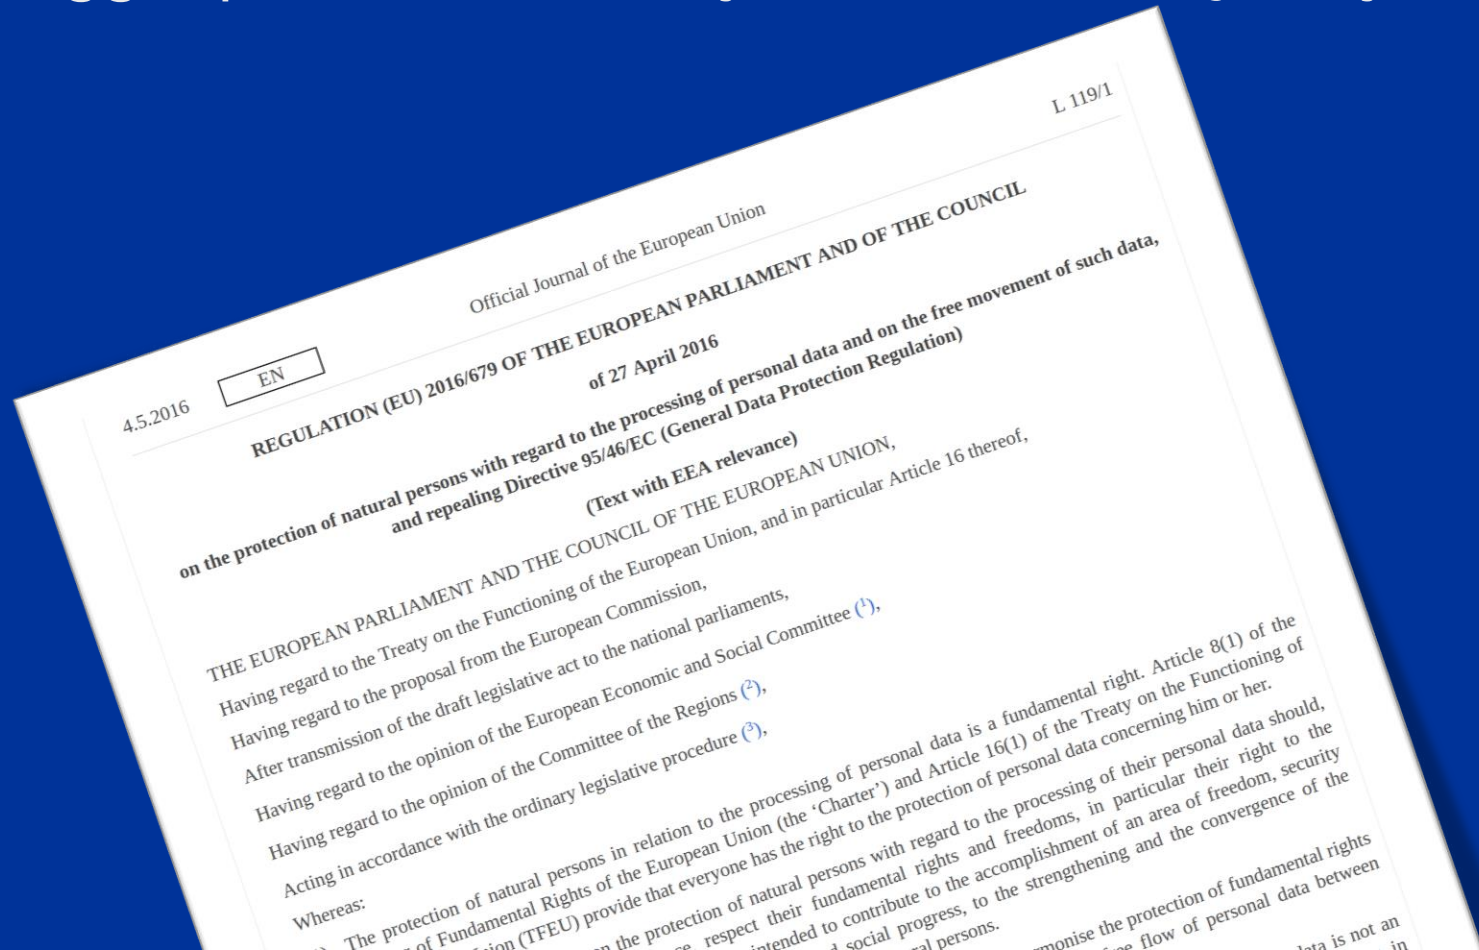 L 119/1
Official Journal of the European Union
4.5.2016
EN
REGULATION (EU) 2016/679 OF THE EUROPEAN PARLIAMENT AND OF THE COUNCIL
of 27 April 2016
on the protection of natural persons with regard to the processing of personal data and on the free movement of such data,
and repealing Directive 95/46/EC (General Data Protection Regulation)
(Text with EEA relevance)
THE EUROPEAN PARLIAMENT AND THE COUNCIL OF THE EUROPEAN UNION,
Having regard to the Treaty on the Functioning of the European Union, and in particular Article 16 thereof,
Having regard to the proposal from the European Commission,
After transmission of the draft legislative act to the national parliaments,
Having regard to the opinion of the European Economic and Social Committee (¹),
Having regard to the opinion of the Committee of the Regions (²),
Acting in accordance with the ordinary legislative procedure (³),
Whereas:
The protection of natural persons in relation to the processing of personal data is a fundamental right. Article 8(1) of the
of Fundamental Rights of the European Union (the ‘Charter’) and Article 16(1) of the Treaty on the Functioning of
(TFEU) provide that everyone has the right to the protection of personal data concerning him or her.
the protection of natural persons with regard to the processing of their personal data should,
respect their fundamental rights and freedoms, in particular their right to the
intended to contribute to the accomplishment of an area of freedom, security
social progress, to the strengthening and the convergence of the
persons.
the protection of fundamental rights
flow of personal data between
is not an
in